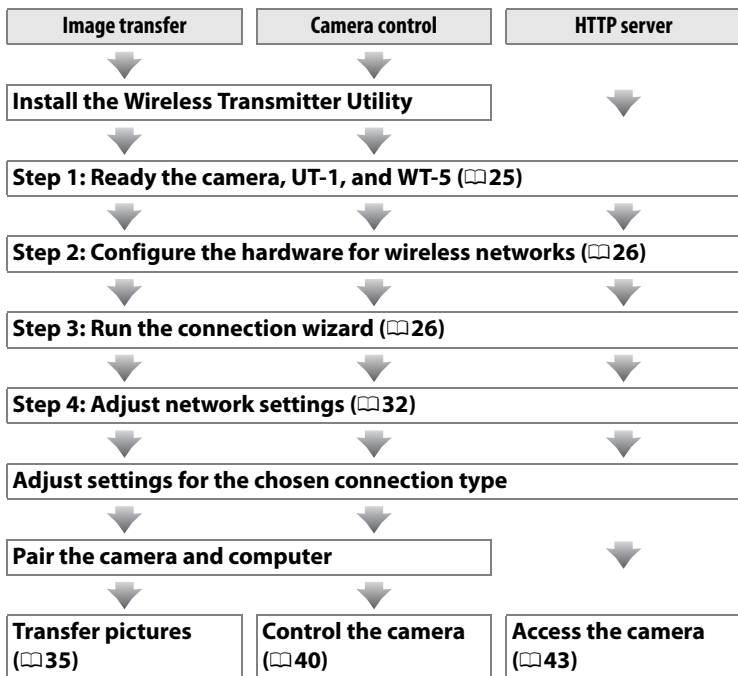 Image transfer
Camera control
HTTP server
Install the Wireless Transmitter Utility
Step 1: Ready the camera, UT-1, and WT-5 (📖25)
Step 2: Configure the hardware for wireless networks (📖26)
Step 3: Run the connection wizard (📖26)
Step 4: Adjust network settings (📖32)
Adjust settings for the chosen connection type
Pair the camera and computer
Transfer pictures
(📖35)
Control the camera
(📖40)
Access the camera
(📖43)